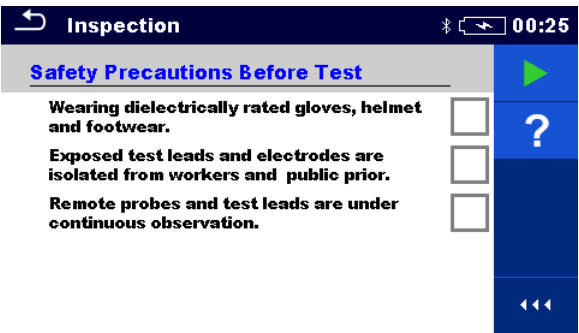 Inspection
00:25
Safety Precautions Before Test
Wearing dielectrically rated gloves, helmet
and footwear.
Exposed test leads and electrodes are
isolated from workers and public prior.
Remote probes and test leads are under
continuous observation.
?